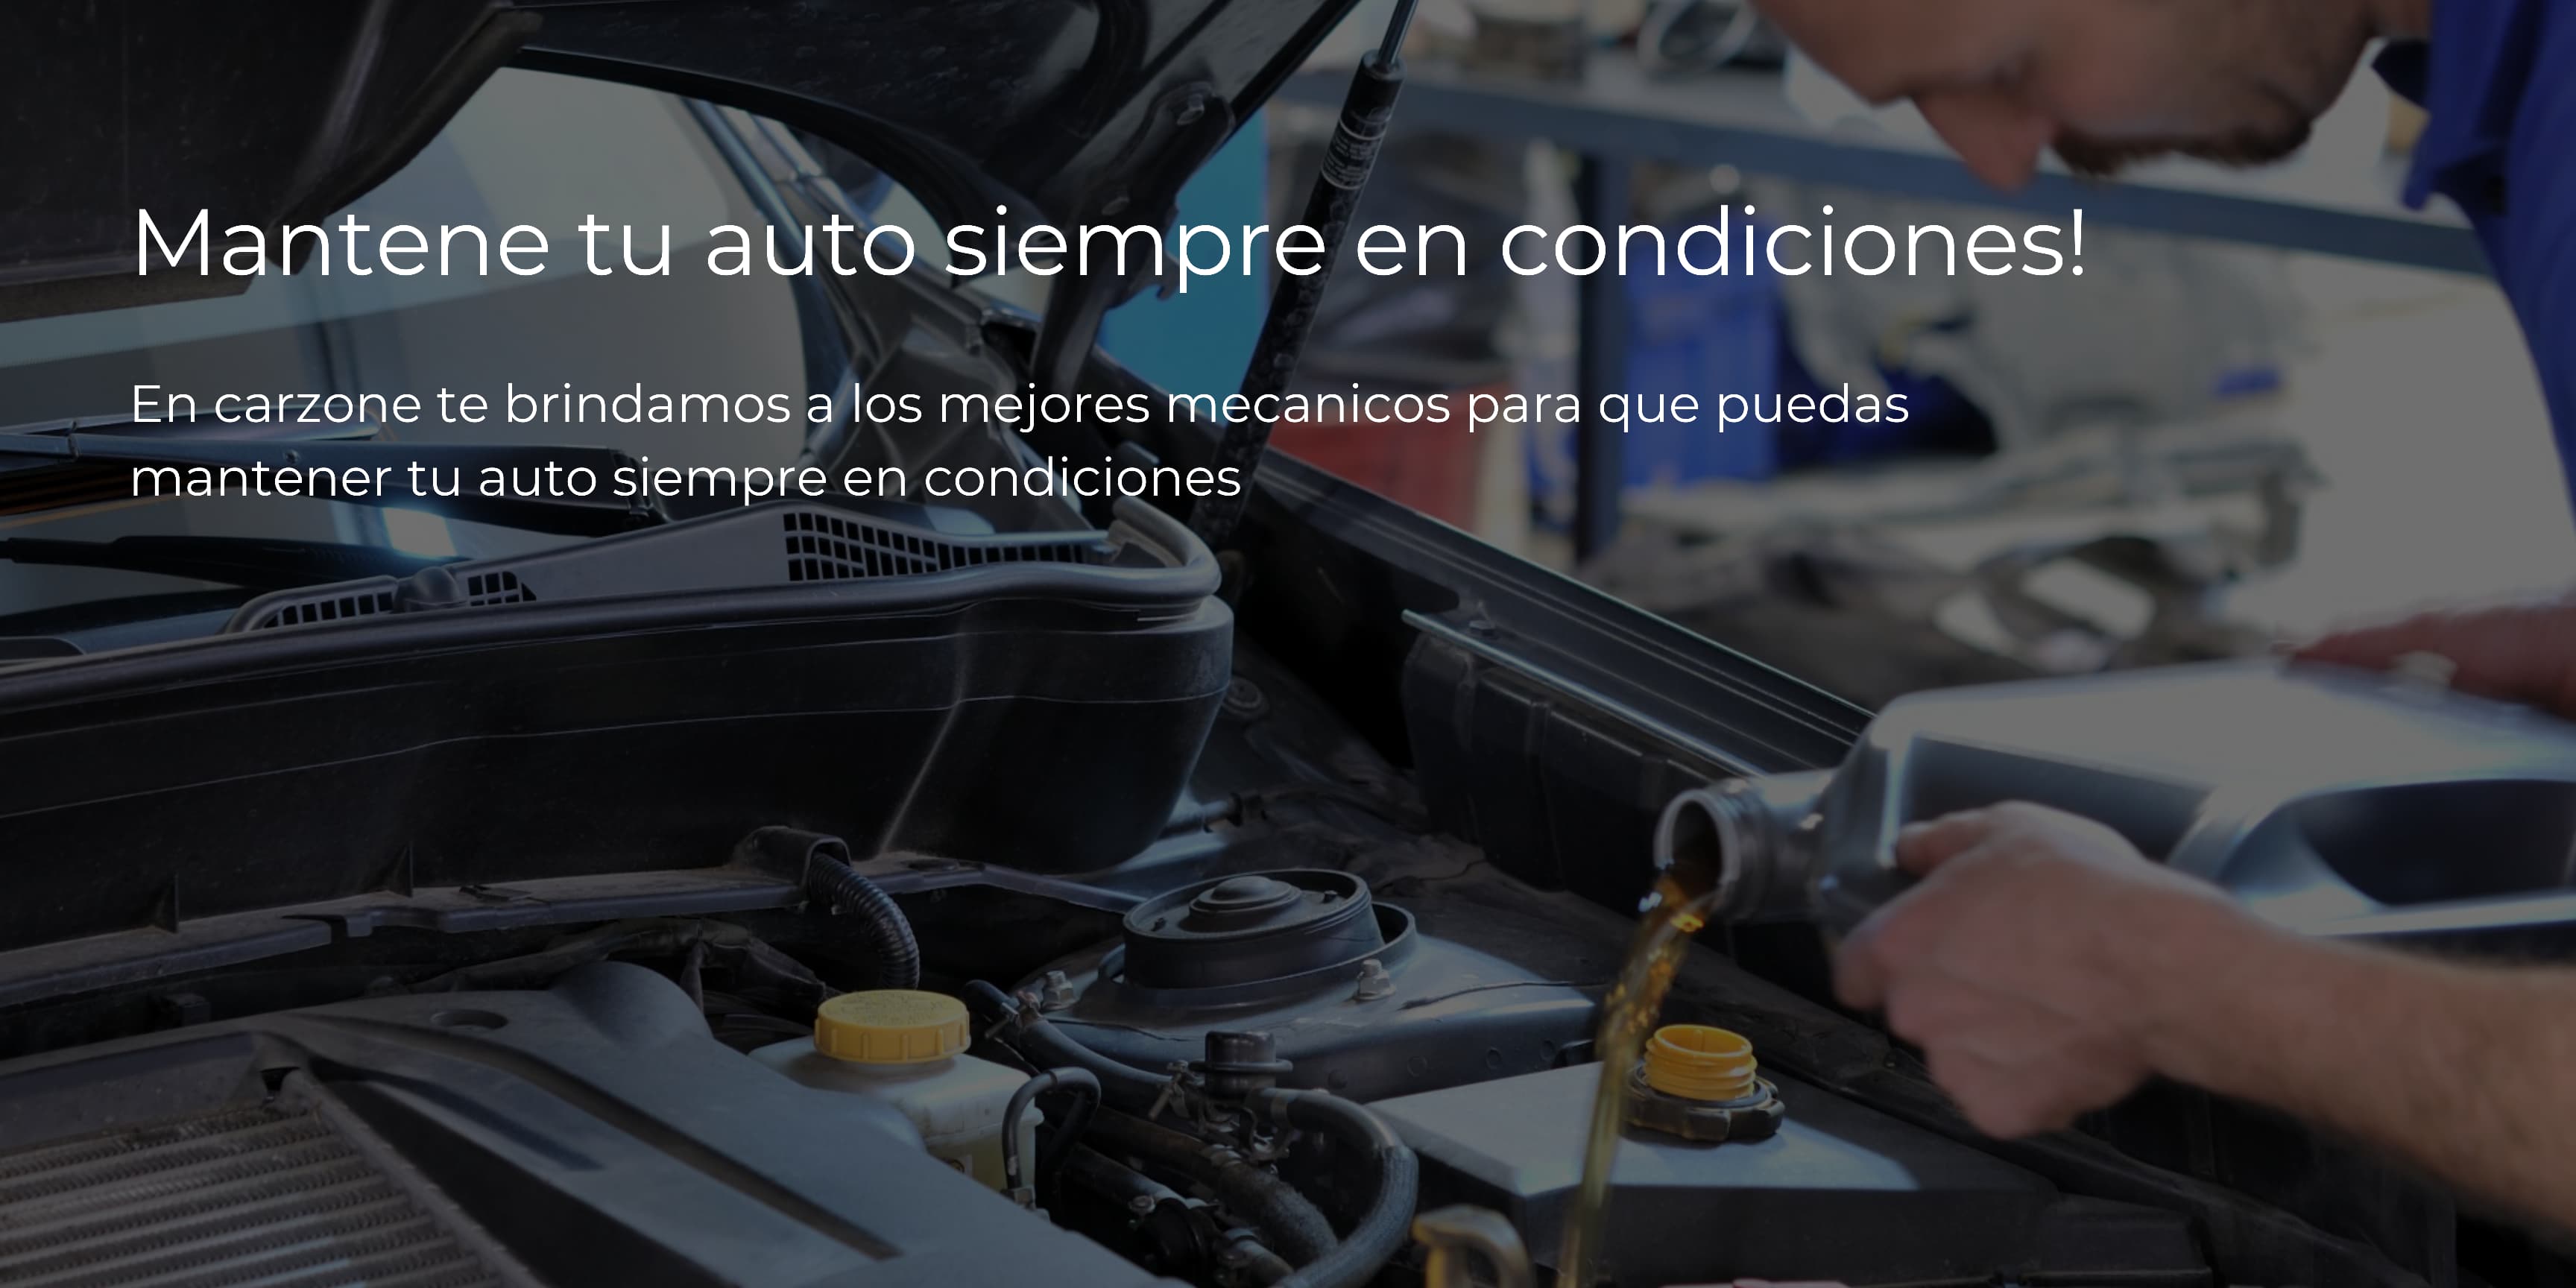 Mantene tu auto siempre en condiciones!
En carzone te brindamos a los mejores mecanicos para que puedas
mantener tu auto siempre en condiciones